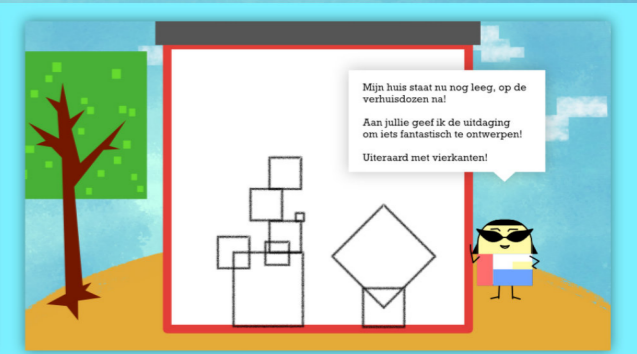 Mijn huis staat nu nog leeg, op de
verhuisdozen na!
Aan jullie geef ik de uitdaging
om iets fantastisch te ontwerpen!
Uiteraard met vierkanten!